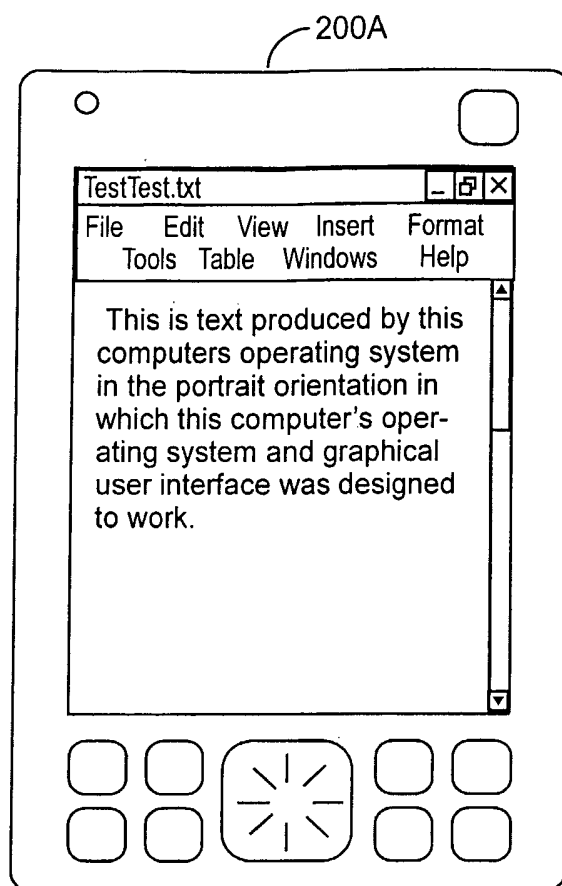 200A
TestTest.txt
File Edit View Insert Format
Tools Table Windows Help
This is text produced by this
computers operating system
in the portrait orientation in
which this computer's oper-
ating system and graphical
user interface was designed
to work.